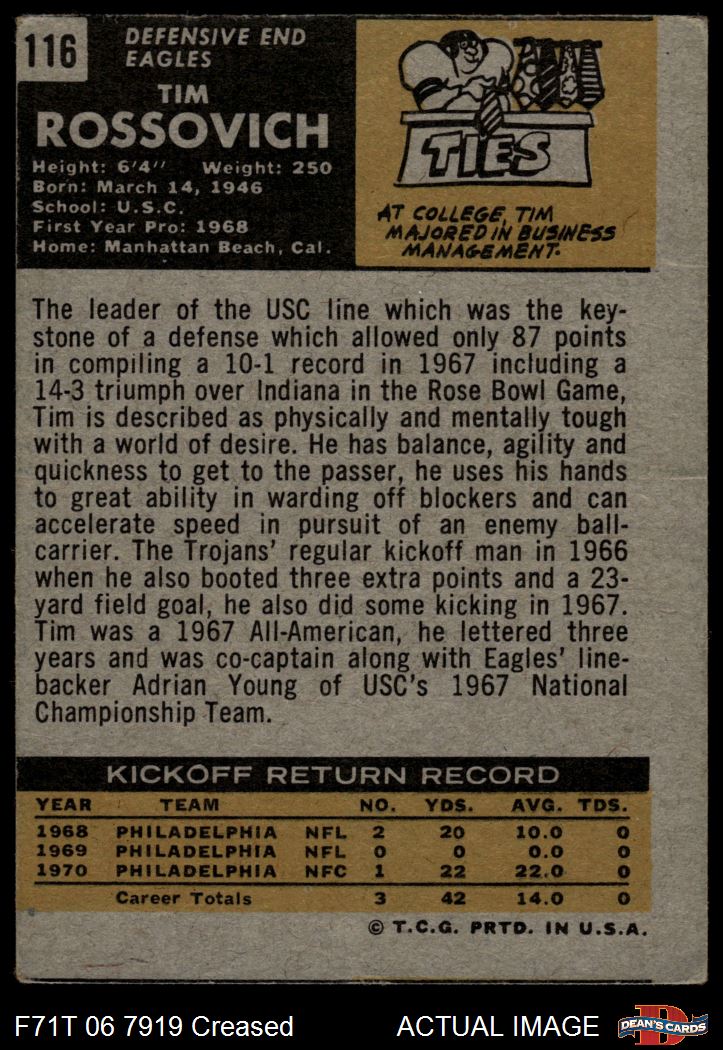 116
DEFENSIVE END
EAGLES
TIM
ROSSOVICH
Height: 6'4" Weight: 250
Born: March 14, 1946
School: U.S.C.
First Year Pro: 1968
Home: Manhattan Beach, Cal.
TIES
AT COLLEGE, TIM
MAJORED IN BUSINESS
MANAGEMENT.
The leader of the USC line which was the key-
stone of a defense which allowed only 87 points
in compiling a 10-1 record in 1967 including a
14-3 triumph over Indiana in the Rose Bowl Game,
Tim is described as physically and mentally tough
with a world of desire. He has balance, agility and
quickness to get to the passer, he uses his hands
to great ability in warding off blockers and can
accelerate speed in pursuit of an enemy ball-
carrier. The Trojans' regular kickoff man in 1966
when he also booted three extra points and a 23-
yard field goal, he also did some kicking in 1967.
Tim was a 1967 All-American, he lettered three
years and was co-captain along with Eagles' line-
backer Adrian Young of USC's 1967 National
Championship Team.
KICKOFF RETURN RECORD
YEAR TEAM NO. YDS. AVG. TDS.
1968 PHILADELPHIA NFL 2 20 10.0 0
1969 PHILADELPHIA NFL 0 0 0.0 0
1970 PHILADELPHIA NFC 1 22 22.0 0
Career Totals 3 42 14.0 0
© T.C.G. PRTD. IN U.S.A.
F71T 06 7919 Creased ACTUAL IMAGE
D
DEAN'S CARDS